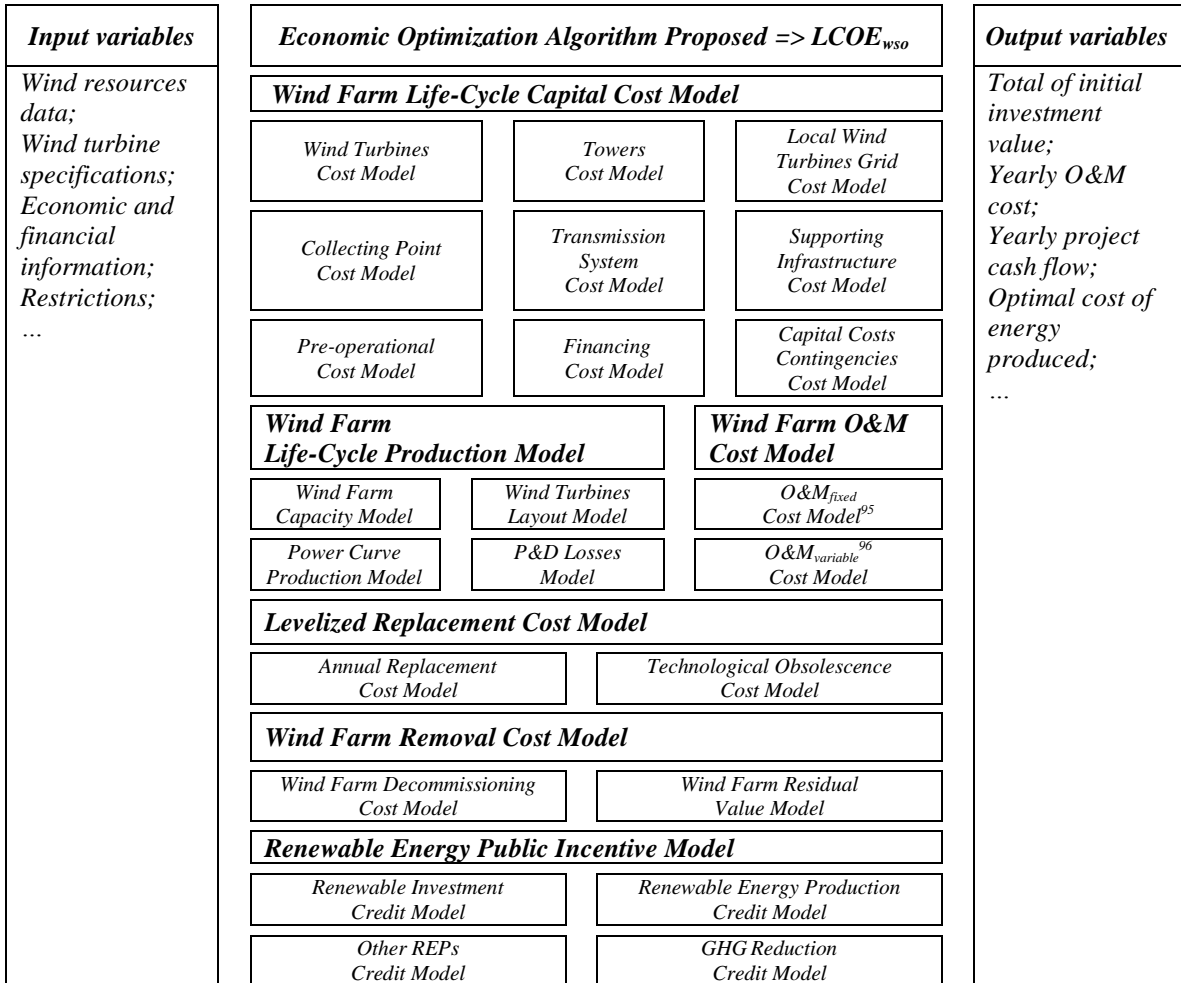 Input variables
Wind resources
data;
Wind turbine
specifications;
Economic and
financial
information;
Restrictions;
…
Economic Optimization Algorithm Proposed => LCOEwso
Wind Farm Life-Cycle Capital Cost Model
Wind Turbines
Cost Model
Towers
Cost Model
Local Wind
Turbines Grid
Cost Model
Collecting Point
Cost Model
Transmission
System
Cost Model
Supporting
Infrastructure
Cost Model
Pre-operational
Cost Model
Financing
Cost Model
Capital Costs
Contingencies
Cost Model
Wind Farm
Life-Cycle Production Model
Wind Farm O&M
Cost Model
Wind Farm
Capacity Model
Wind Turbines
Layout Model
O&Mfixed
Cost Model95
Power Curve
Production Model
P&D Losses
Model
O&Mvariable96
Cost Model
Levelized Replacement Cost Model
Annual Replacement
Cost Model
Technological Obsolescence
Cost Model
Wind Farm Removal Cost Model
Wind Farm Decommissioning
Cost Model
Wind Farm Residual
Value Model
Renewable Energy Public Incentive Model
Renewable Investment
Credit Model
Renewable Energy Production
Credit Model
Other REPs
Credit Model
GHG Reduction
Credit Model
Output variables
Total of initial
investment
value;
Yearly O&M
cost;
Yearly project
cash flow;
Optimal cost of
energy
produced;
…